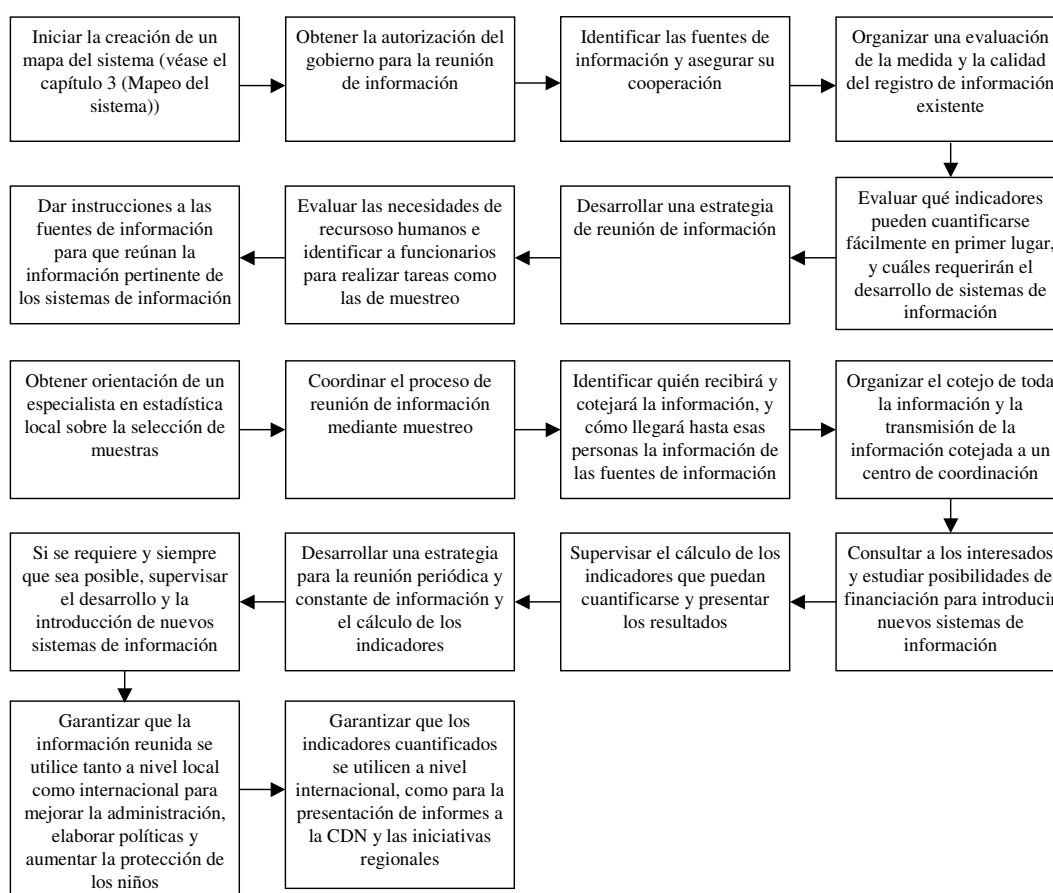 Iniciar la creación de un
mapa del sistema (véase el
capítulo 3 (Mapeo del
sistema))
Obtener la autorización del
gobierno para la reunión
de información
Identificar las fuentes de
información y asegurar su
cooperación
Organizar una evaluación
de la medida y la calidad
del registro de información
existente
Dar instrucciones a las
fuentes de información
para que reúnan la
información pertinente de
los sistemas de información
Evaluar las necesidades de
recursoso humanos e
identificar a funcionarios
para realizar tareas como
las de muestreo
Desarrollar una estrategia
de reunión de información
Evaluar qué indicadores
pueden cuantificarse
fácilmente en primer lugar,
y cuáles requerirán el
desarrollo de sistemas de
información
Obtener orientación de un
especialista en estadística
local sobre la selección de
muestras
Coordinar el proceso de
reunión de información
mediante muestreo
Identificar quién recibirá y
cotejará la información, y
cómo llegará hasta esas
personas la información de
las fuentes de información
Organizar el cotejo de toda
la información y la
transmisión de la
información cotejada a un
centro de coordinación
Si se requiere y siempre
que sea posible, supervisar
el desarrollo y la
introducción de nuevos
sistemas de información
Desarrollar una estrategia
para la reunión periódica y
constante de información y
el cálculo de los
indicadores
Supervisar el cálculo de los
indicadores que puedan
cuantificarse y presentar
los resultados
Consultar a los interesados
y estudiar posibilidades de
financiación para introducir
nuevos sistemas de
información
Garantizar que la
información reunida se
utilice tanto a nivel local
como internacional para
mejorar la administración,
elaborar políticas y
aumentar la protección de
los niños
Garantizar que los
indicadores cuantificados
se utilicen a nivel
internacional, como para la
presentación de informes a
la CDN y las iniciativas
regionales